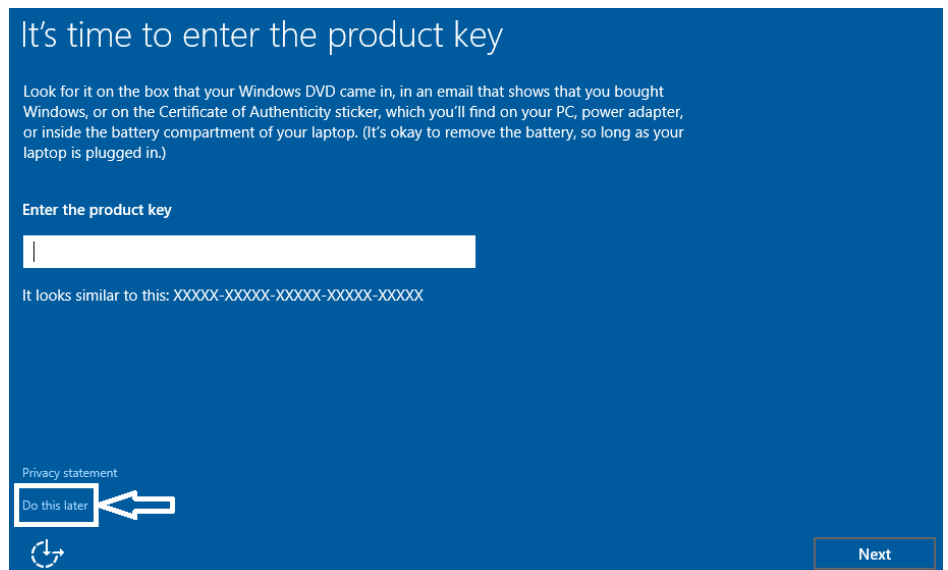 It's time to enter the product key
Look for it on the box that your Windows DVD came in, in an email that shows that you bought
Windows, or on the Certificate of Authenticity sticker, which you'll find on your PC, power adapter,
or inside the battery compartment of your laptop. (It's okay to remove the battery, so long as your
laptop is plugged in.)
Enter the product key
It looks similar to this: XXXXX-XXXXX-XXXXX-XXXXX-XXXXX
Privacy statement
Do this later
Next